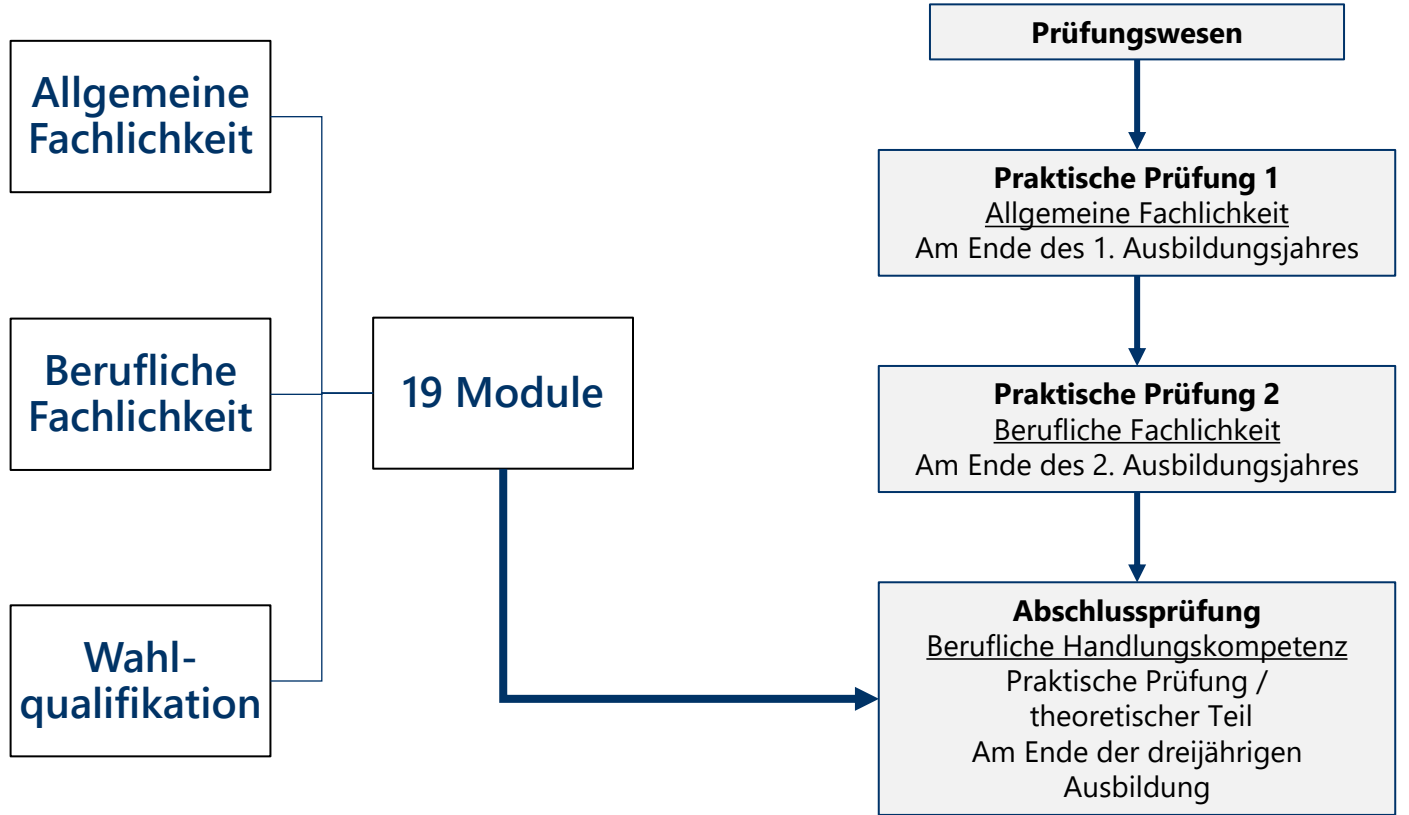 Allgemeine
Fachlichkeit
Berufliche
Fachlichkeit
Wahl-
qualifikation
19 Module
Prüfungswesen
Praktische Prüfung 1
Allgemeine Fachlichkeit
Am Ende des 1. Ausbildungsjahres
Praktische Prüfung 2
Berufliche Fachlichkeit
Am Ende des 2. Ausbildungsjahres
Abschlussprüfung
Berufliche Handlungskompetenz
Praktische Prüfung /
theoretischer Teil
Am Ende der dreijährigen
Ausbildung